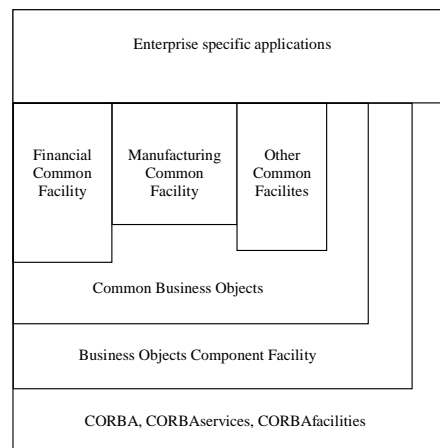 Enterprise specific applications
Financial
Common
Facility
Manufacturing
Common
Facility
Other
Common
Facilites
Common Business Objects
Business Objects Component Facility
CORBA, CORBAservices, CORBAfacilities